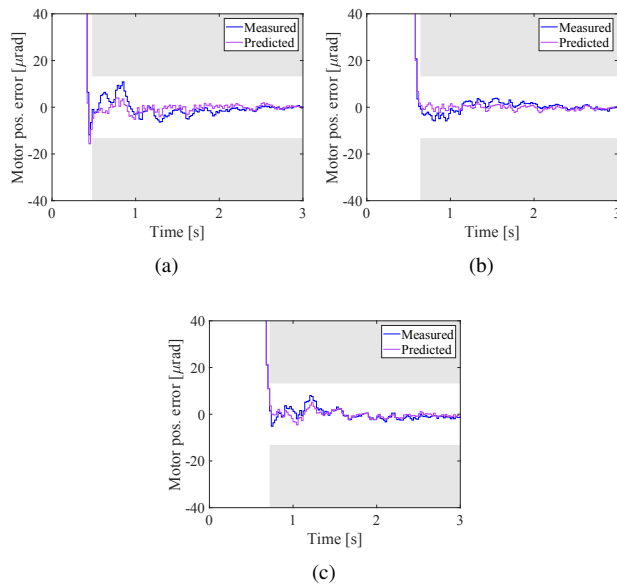 40
20
0
-20
-40
Motor pos. error [μrad]
Measured
Predicted
0
1
2
3
Time [s]
(a)
40
20
0
-20
-40
Motor pos. error [μrad]
Measured
Predicted
0
1
2
3
Time [s]
(b)
40
20
0
-20
-40
Motor pos. error [μrad]
Measured
Predicted
0
1
2
3
Time [s]
(c)